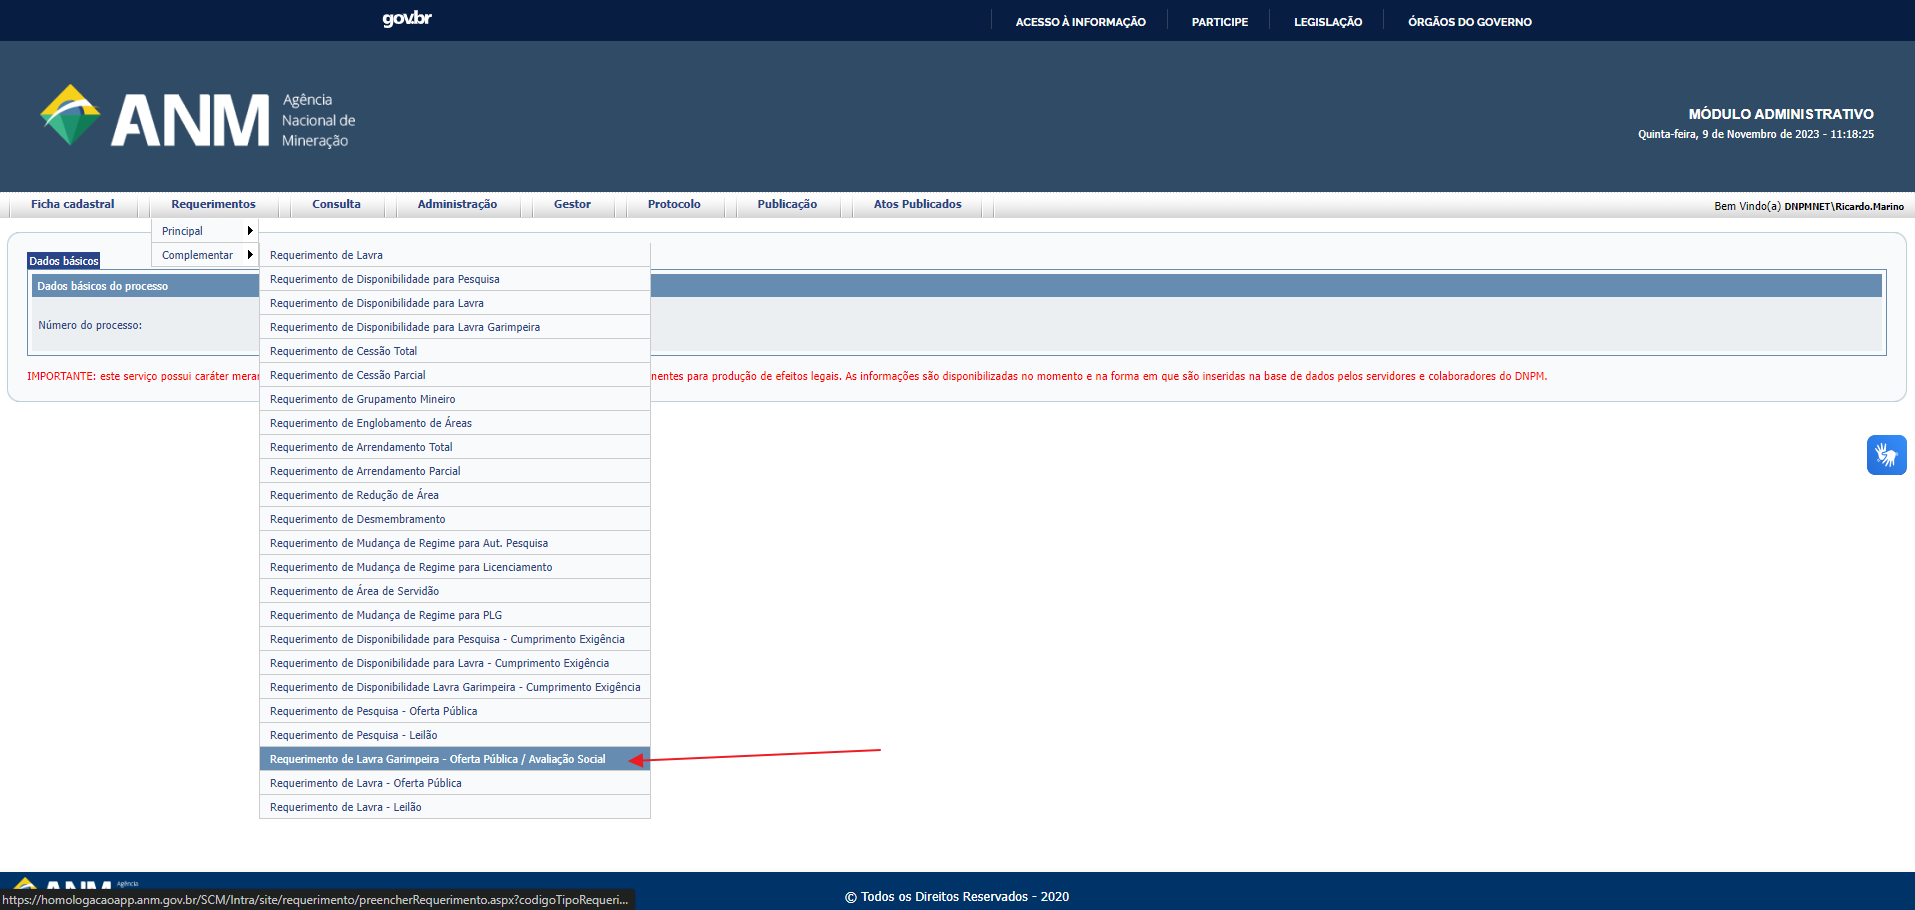 gov.br
ACESSO À INFORMAÇÃO
PARTICIPE
LEGISLAÇÃO
ÓRGÃOS DO GOVERNO
ANM
Agência
Nacional de
Mineração
MÓDULO ADMINISTRATIVO
Quinta-feira, 9 de Novembro de 2023 - 11:18:25
Ficha cadastral
Requerimentos
Consulta
Administração
Gestor
Protocolo
Publicação
Atos Publicados
Bem Vindo(a) DNPMNET\Ricardo.Marino
Principal
Complementar
Dados básicos
Dados básicos do processo
Número do processo:
IMPORTANTE: este serviço possui caráter
nentes para produção de efeitos legais. As informações são disponibilizadas no momento e na forma em que são inseridas na base de dados pelos servidores e colaboradores do DNPM.
Requerimento de Lavra
Requerimento de Disponibilidade para Pesquisa
Requerimento de Disponibilidade para Lavra
Requerimento de Disponibilidade para Lavra Garimpeira
Requerimento de Cessão Total
Requerimento de Cessão Parcial
Requerimento de Grupamento Mineiro
Requerimento de Englobamento de Áreas
Requerimento de Arrendamento Total
Requerimento de Arrendamento Parcial
Requerimento de Redução de Área
Requerimento de Desmembramento
Requerimento de Mudança de Regime para Aut. Pesquisa
Requerimento de Mudança de Regime para Licenciamento
Requerimento de Área de Servidão
Requerimento de Mudança de Regime para PLG
Requerimento de Disponibilidade para Pesquisa - Cumprimento Exigência
Requerimento de Disponibilidade para Lavra - Cumprimento Exigência
Requerimento de Disponibilidade Lavra Garimpeira - Cumprimento Exigência
Requerimento de Pesquisa - Oferta Pública
Requerimento de Pesquisa - Leilão
Requerimento de Lavra Garimpeira - Oferta Pública / Avaliação Social
Requerimento de Lavra - Oferta Pública
Requerimento de Lavra - Leilão
ANM
Agência
https://homologacaoapp.anm.gov.br/SCM/Intra/site/requerimento/preencherRequerimento.aspx?codigoTipoRequeri...
© Todos os Direitos Reservados - 2020